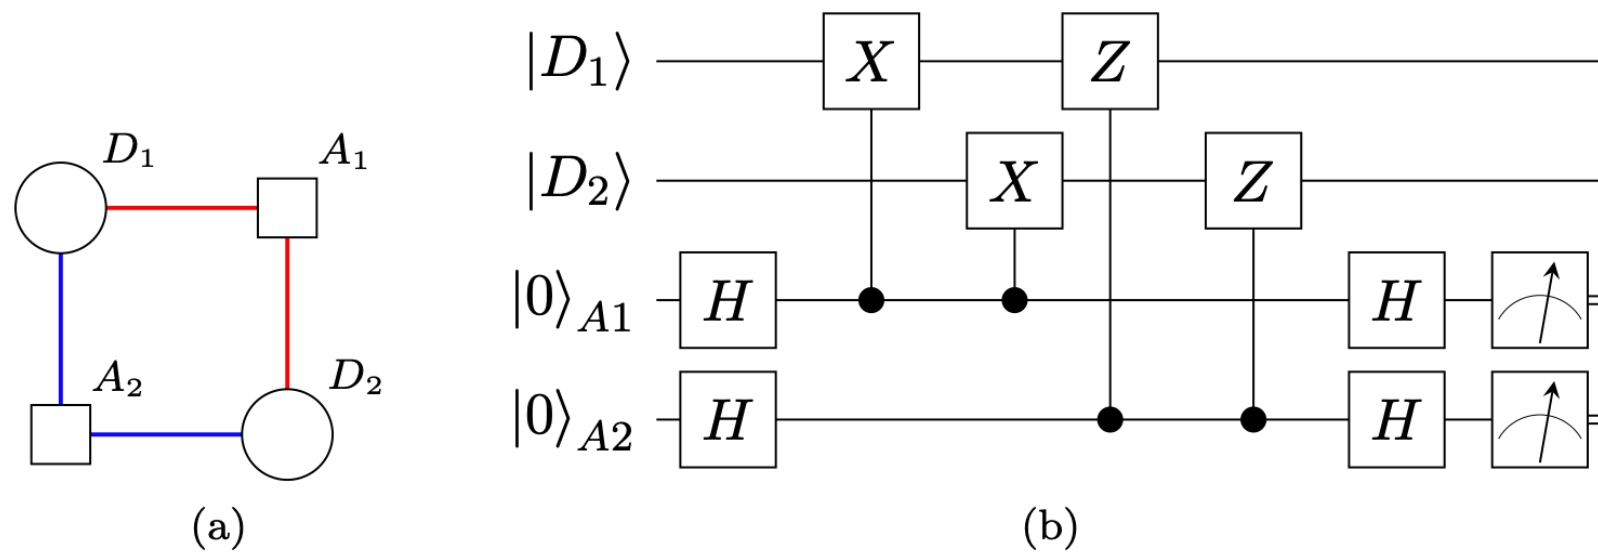 D₁
A₁
A₂
D₂
(a)
|D₁⟩ X Z
|D₂⟩ X Z
|0⟩A1 H H
|0⟩A2 H H
(b)